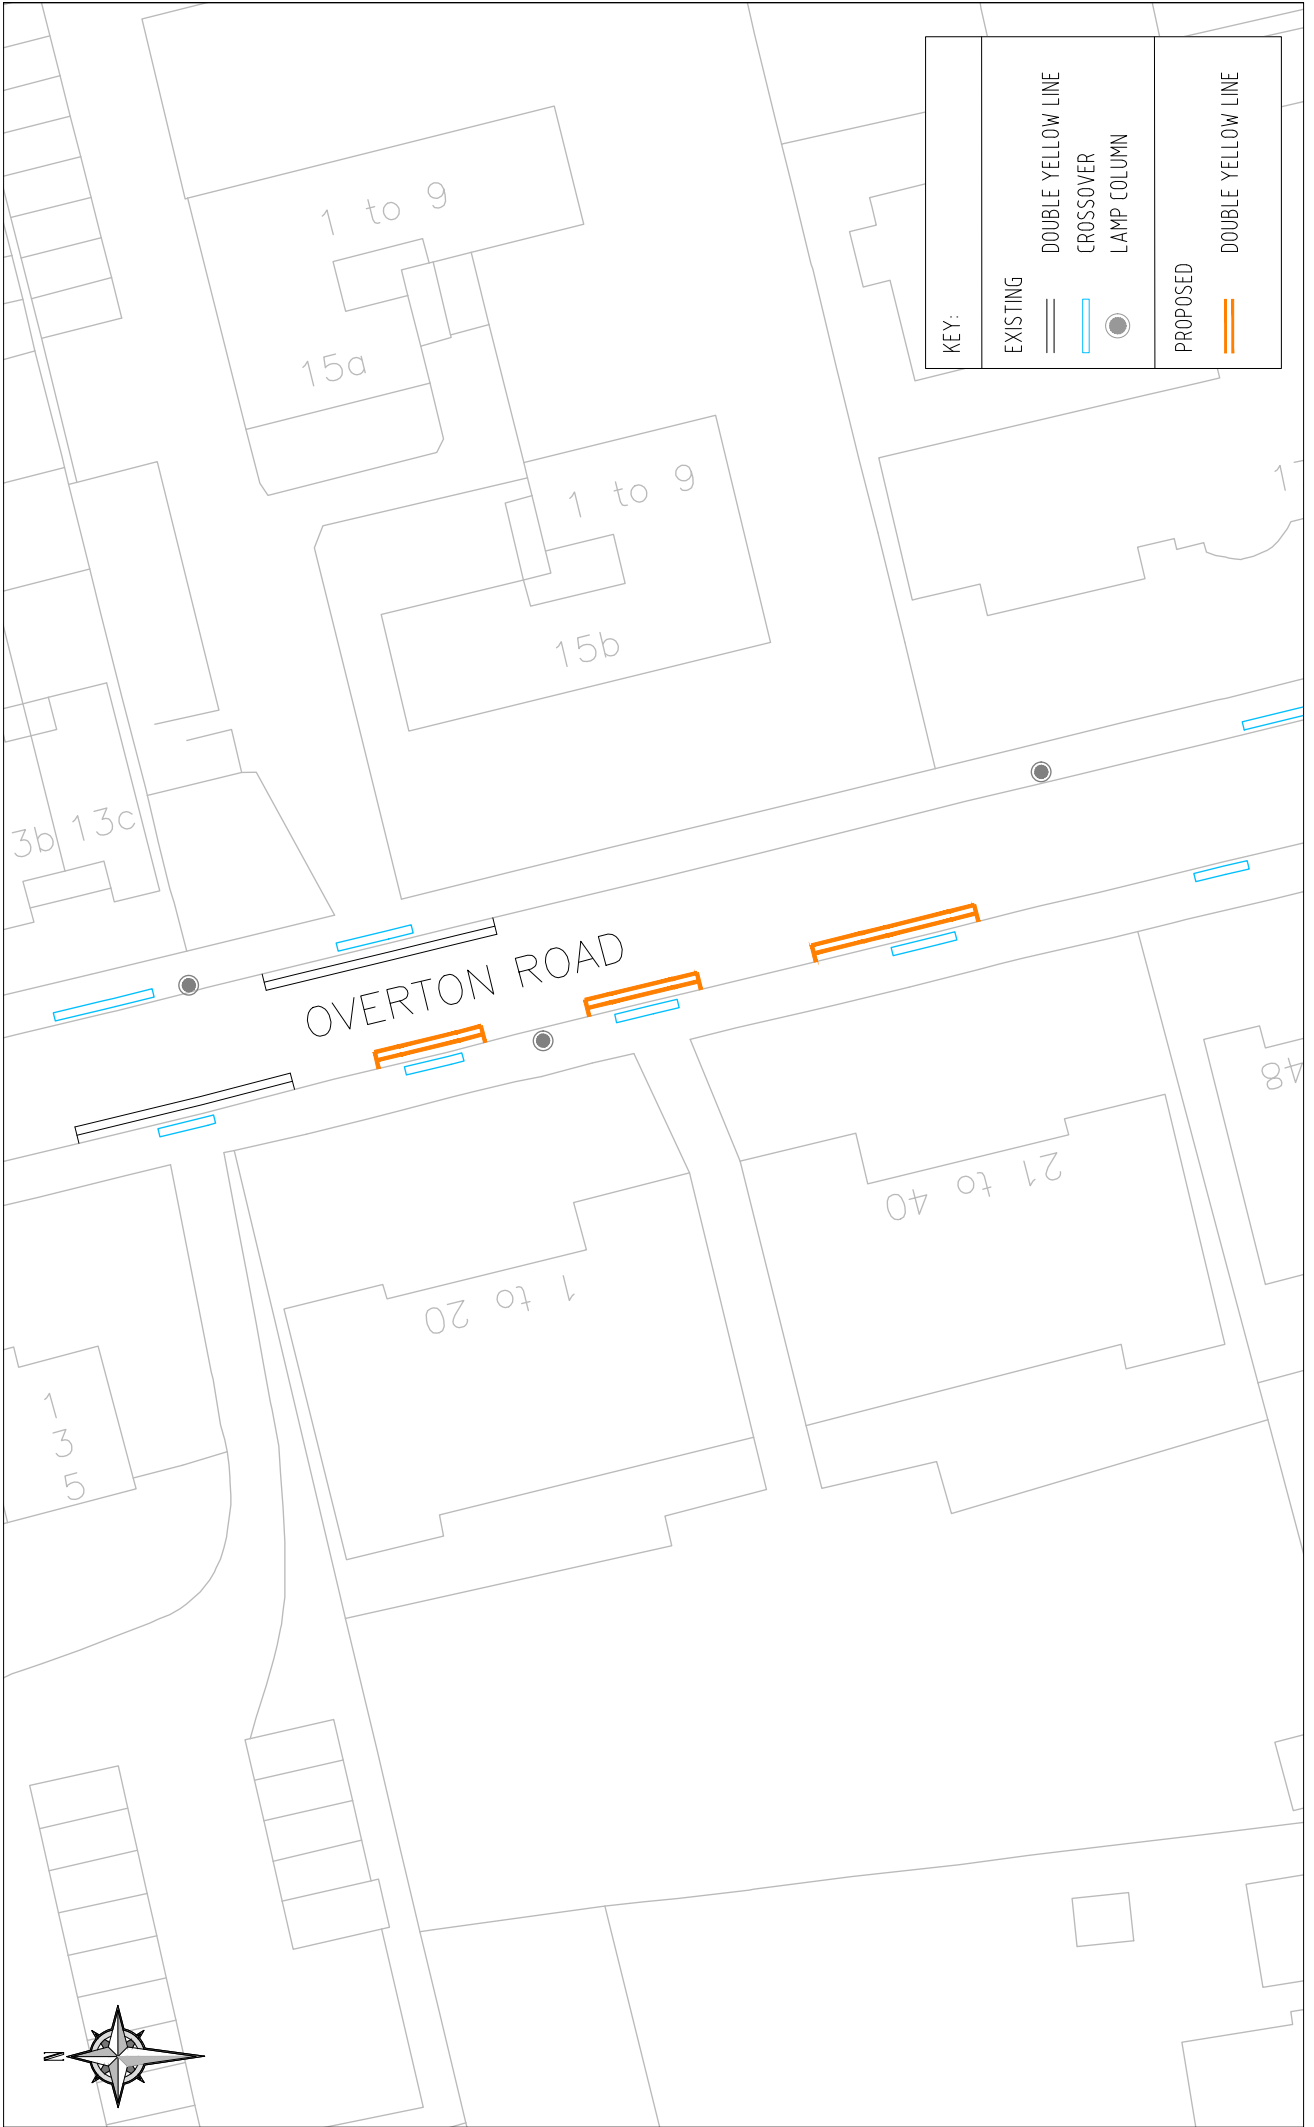 1 to 9
15a
1 to 9
15b
3b
13c
OVERTON ROAD
1 to 20
21 to 40
48
1
3
5
1
N
KEY:
EXISTING
DOUBLE YELLOW LINE
CROSSOVER
LAMP COLUMN
PROPOSED
DOUBLE YELLOW LINE